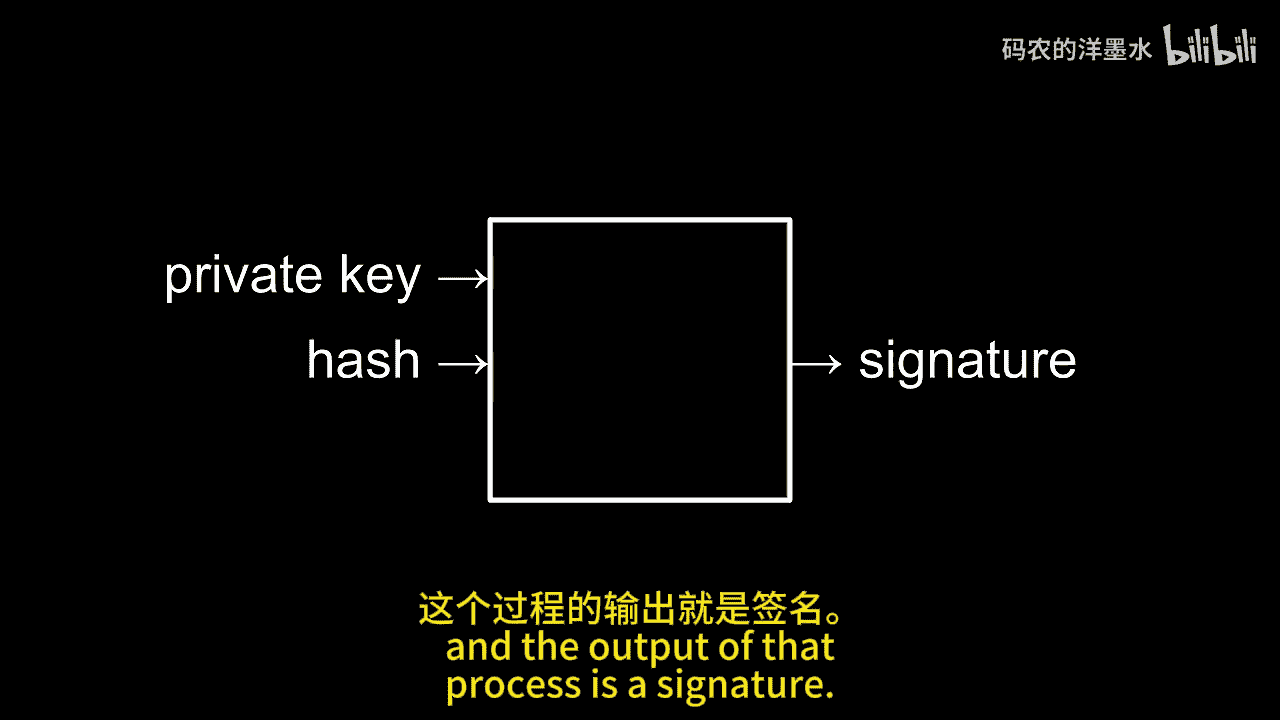 码农的洋墨水 bilibili
private key →
hash →
→ signature
这个过程的输出就是签名。
and the output of that
process is a signature.